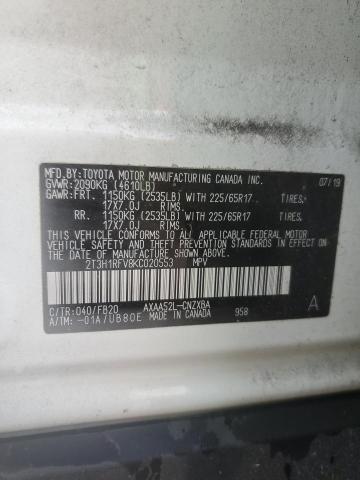 MFD.BY:TOYOTA MOTOR MANUFACTURING CANADA INC. 07/19
GVWR:2090KG (4610LB)
GAWR:FRT. 1150KG (2535LB) WITH 225/65R17 TIRES,
17X7.0J RIMS,
RR. 1150KG (2535LB) WITH 225/65R17 TIRES,
17X7.0J RIMS,
THIS VEHICLE CONFORMS TO ALL APPLICABLE
FEDERAL MOTOR VEHICLE SAFETY STANDARDS IN
EFFECT ON THE DATE OF MANUFACTURE SHOWN ABOVE.
2T3H1RFV8KC020553 MPV
C/TR:040/FB20 AXAA52L-CNZXBA A
A/TM: -01A/UB80E MADE IN CANADA 958